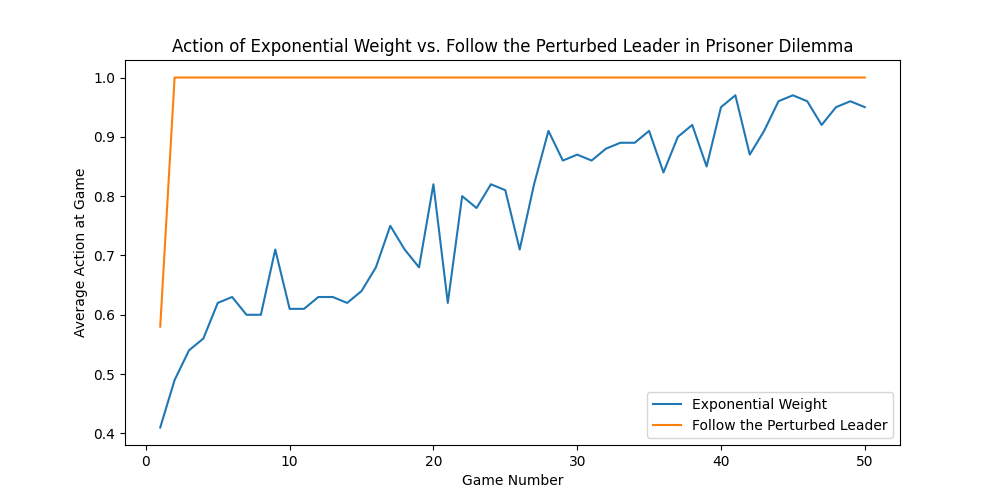 Action of Exponential Weight vs. Follow the Perturbed Leader in Prisoner Dilemma
Average Action at Game
1.0
0.9
0.8
0.7
0.6
0.5
0.4
Exponential Weight
Follow the Perturbed Leader
0 10 20 30 40 50
Game Number